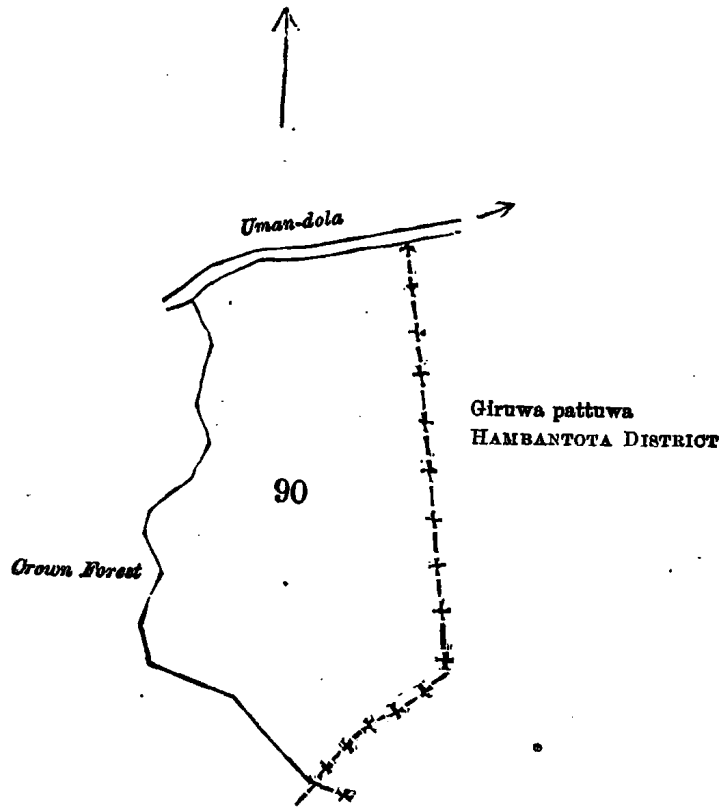 Uman-dola
Giruwa pattuwa
HAMBANTOTA DISTRICT
90
Crown Forest